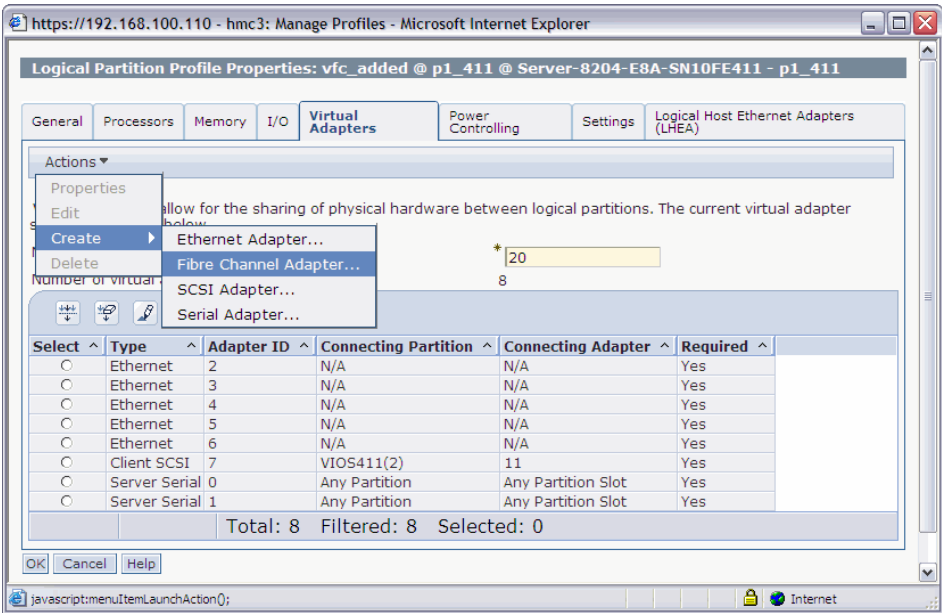 https://192.168.100.110 - hmc3: Manage Profiles - Microsoft Internet Explorer
Logical Partition Profile Properties: vfc_added @ p1_411 @ Server-8204-E8A-SN10FE411 - p1_411
General Processors Memory I/O Virtual Adapters Power Controlling Settings Logical Host Ethernet Adapters (LHEA)
Actions
Properties
allow for the sharing of physical hardware between logical partitions. The current virtual adapter
Edit
below
Create
Ethernet Adapter...
* 20
Delete
Fibre Channel Adapter...
Number of virtual 8
SCSI Adapter...
Serial Adapter...
Select ^ Type ^ Adapter ID ^ Connecting Partition ^ Connecting Adapter ^ Required ^
Ethernet 2 N/A N/A Yes
Ethernet 3 N/A N/A Yes
Ethernet 4 N/A N/A Yes
Ethernet 5 N/A N/A Yes
Ethernet 6 N/A N/A Yes
Client SCSI 7 VIOS411(2) 11 Yes
Server Serial 0 Any Partition Any Partition Slot Yes
Server Serial 1 Any Partition Any Partition Slot Yes
Total: 8 Filtered: 8 Selected: 0
OK Cancel Help
javascript:menuItemLaunchAction(); Internet